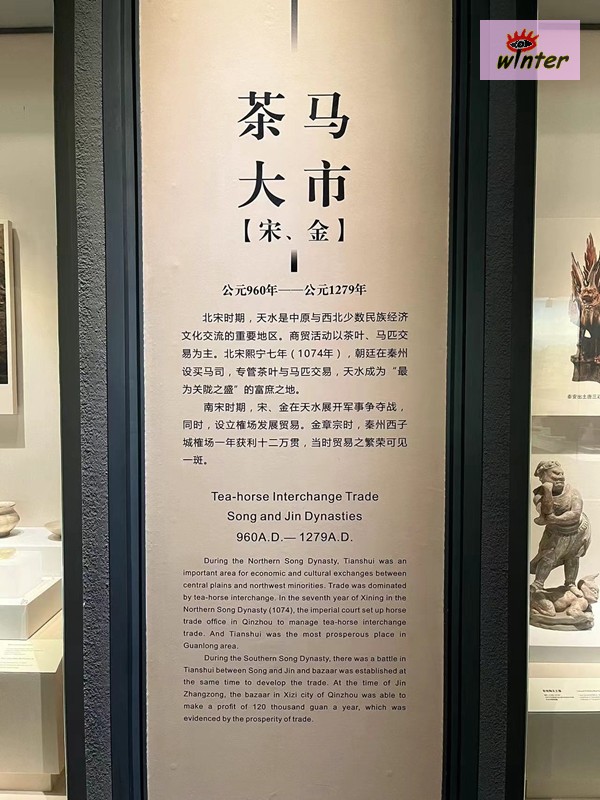 winter
茶 马
大 市
【宋、金】
公元960年——公元1279年
北宋时期，天水是中原与西北少数民族经济
文化交流的重要地区。商贸活动以茶叶、马匹交
易为主。北宋熙宁七年（1074年），朝廷在秦州
设买马司，专管茶叶与马匹交易，天水成为“最
为关陇之盛”的富庶之地。
南宋时期，宋、金在天水展开军事争夺战，
同时，设立榷场发展贸易。金章宗时，秦州西子
城榷场一年获利十二万贯，当时贸易之繁荣可见
一斑。
Tea-horse Interchange Trade
Song and Jin Dynasties
960A.D.— 1279A.D.
During the Northern Song Dynasty, Tianshui was an
important area for economic and cultural exchanges between
central plains and northwest minorities. Trade was dominated
by tea-horse interchange. In the seventh year of Xining in the
Northern Song Dynasty (1074), the imperial court set up horse
trade office in Qinzhou to manage tea-horse interchange
trade. And Tianshui was the most prosperous place in
Guanlong area.
During the Southern Song Dynasty, there was a battle in
Tianshui between Song and Jin and bazaar was established at
the same time to develop the trade. At the time of Jin
Zhangzong, the bazaar in Xizi city of Qinzhou was able to
make a profit of 120 thousand guan a year, which was
evidenced by the prosperity of trade.